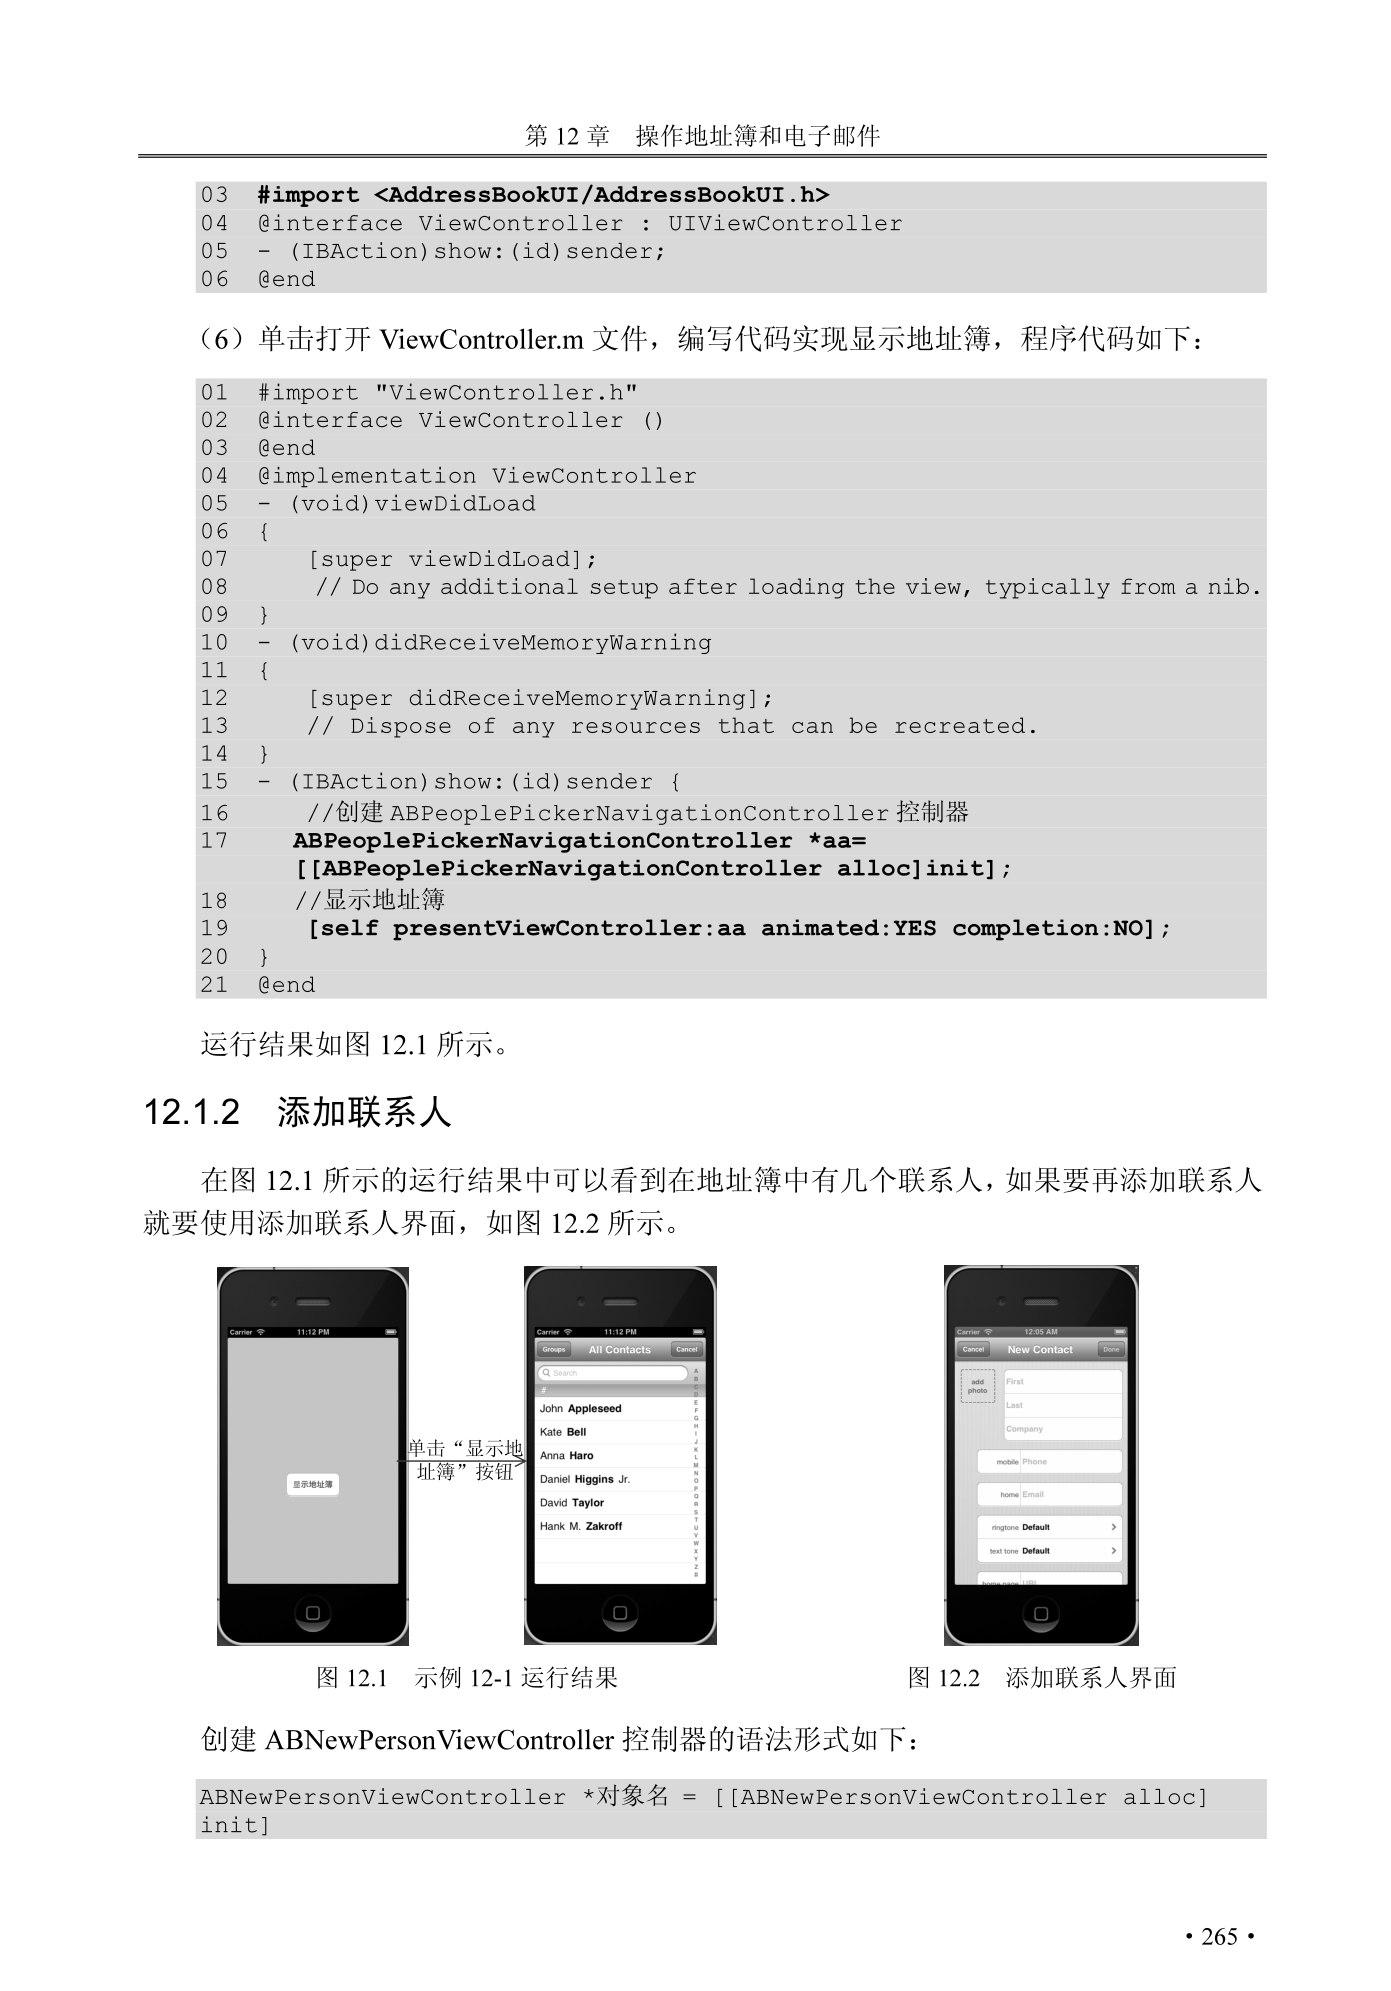 第 12 章 操作地址簿和电子邮件
03 #import <AddressBookUI/AddressBookUI.h>
04 @interface ViewController : UIViewController
05 - (IBAction)show:(id)sender;
06 @end
（6）单击打开 ViewController.m 文件，编写代码实现显示地址簿，程序代码如下：
01 #import "ViewController.h"
02 @interface ViewController ()
03 @end
04 @implementation ViewController
05 - (void)viewDidLoad
06 {
07 [super viewDidLoad];
08 // Do any additional setup after loading the view, typically from a nib.
09 }
10 - (void)didReceiveMemoryWarning
11 {
12 [super didReceiveMemoryWarning];
13 // Dispose of any resources that can be recreated.
14 }
15 - (IBAction)show:(id)sender {
16 //创建 ABPeoplePickerNavigationController 控制器
17 ABPeoplePickerNavigationController *aa=
[[ABPeoplePickerNavigationController alloc]init];
18 //显示地址簿
19 [self presentViewController:aa animated:YES completion:NO];
20 }
21 @end
运行结果如图 12.1 所示。
12.1.2 添加联系人
在图 12.1 所示的运行结果中可以看到在地址簿中有几个联系人，如果要再添加联系人
就要使用添加联系人界面，如图 12.2 所示。
Carrier 11:12 PM
显示地址簿
单击“显示地
址簿”按钮
Carrier 11:12 PM
Groups All Contacts Cancel
Search
#
John Appleseed
Kate Bell
Anna Haro
Daniel Higgins Jr.
David Taylor
Hank M. Zakroff
A
B
C
D
E
F
G
H
I
J
K
L
M
N
O
P
Q
R
S
T
U
V
W
X
Y
Z
#
Carrier 12:05 AM
Cancel New Contact Done
add
photo
First
Last
Company
mobile Phone
home Email
ringtone Default
text tone Default
home page URL
图 12.1 示例 12-1 运行结果
图 12.2 添加联系人界面
创建 ABNewPersonViewController 控制器的语法形式如下：
ABNewPersonViewController *对象名 = [[ABNewPersonViewController alloc]
init]
·265·